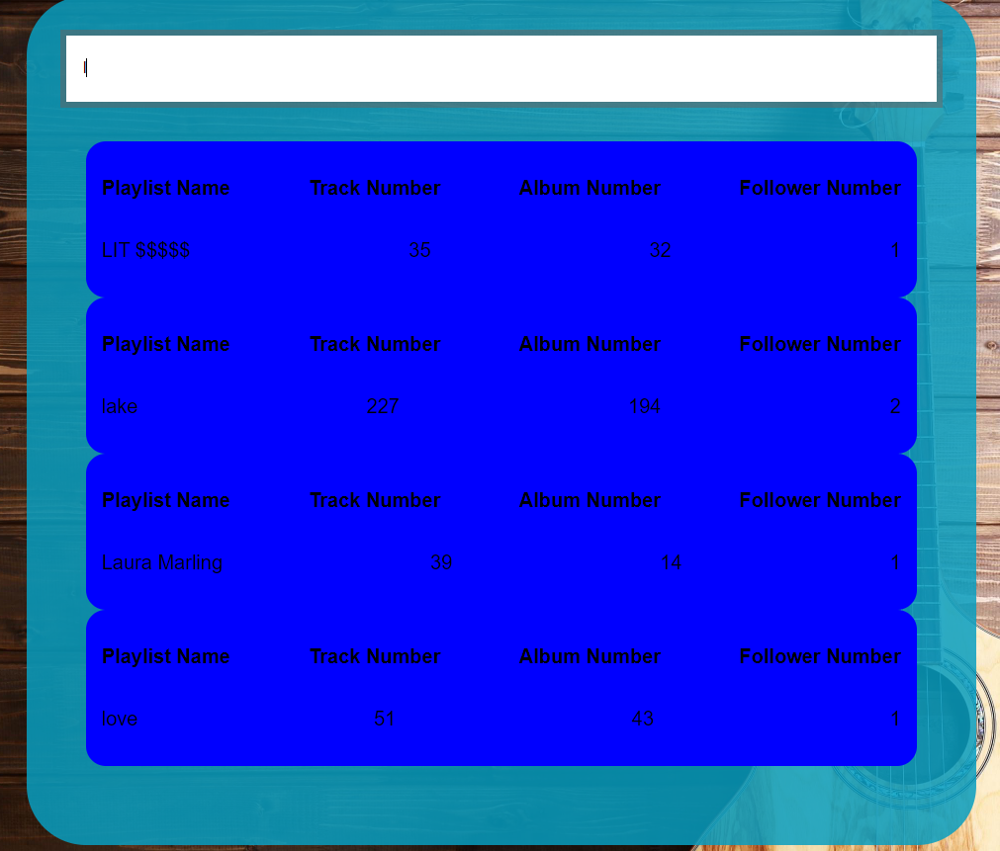 Playlist Name Track Number Album Number Follower Number
LIT $$$$$ 35 32 1
Playlist Name Track Number Album Number Follower Number
lake 227 194 2
Playlist Name Track Number Album Number Follower Number
Laura Marling 39 14 1
Playlist Name Track Number Album Number Follower Number
love 51 43 1